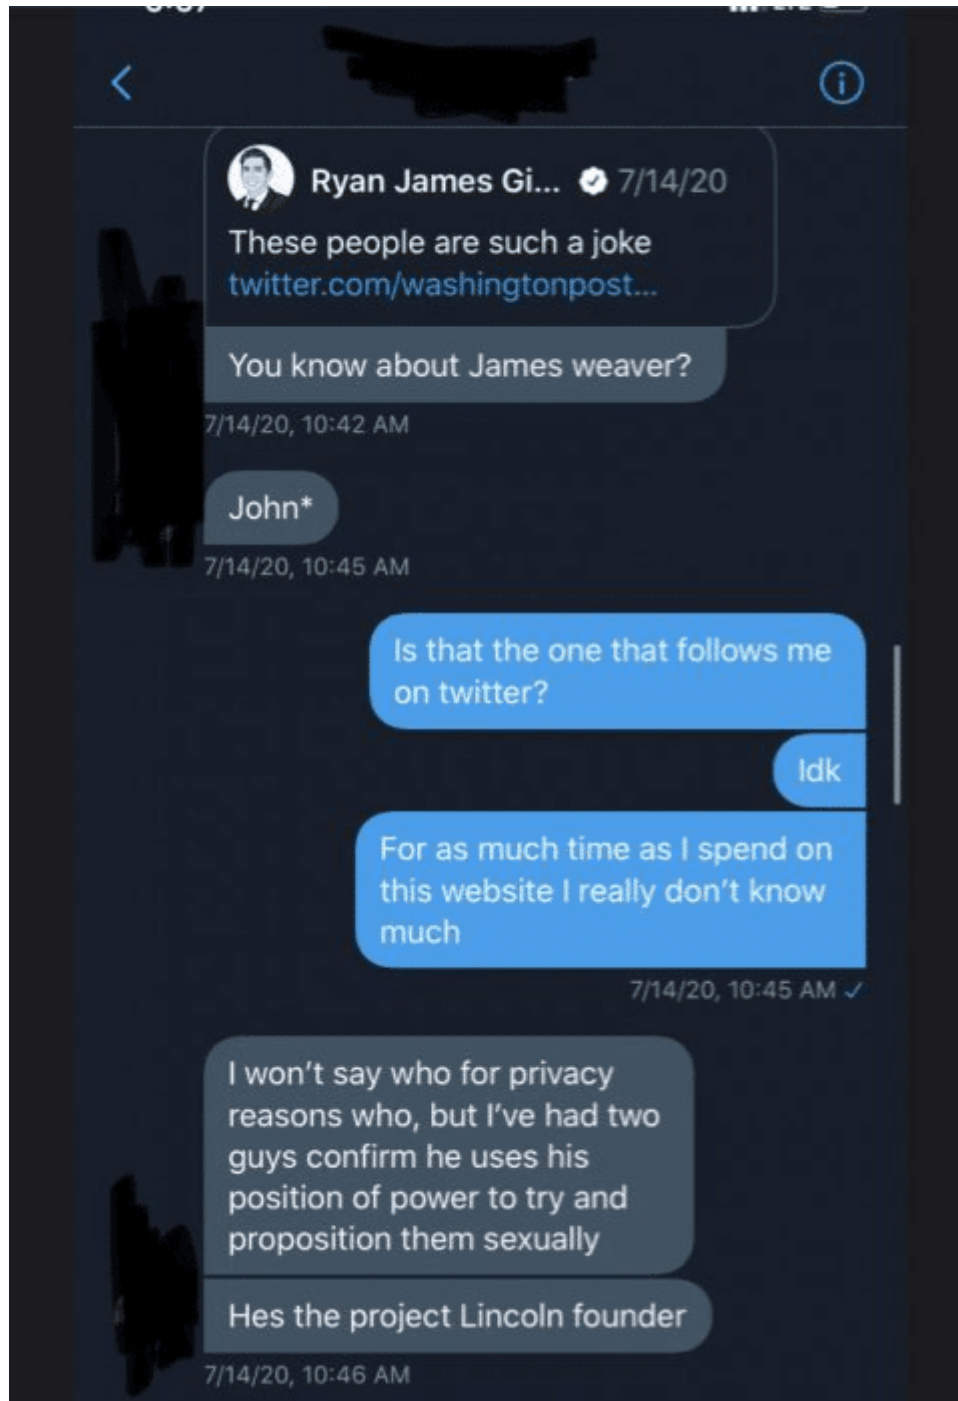 Ryan James Gi... 7/14/20
These people are such a joke
twitter.com/washingtonpost...
You know about James weaver?
7/14/20, 10:42 AM
John*
7/14/20, 10:45 AM
Is that the one that follows me
on twitter?
Idk
For as much time as I spend on
this website I really don't know
much
7/14/20, 10:45 AM
I won't say who for privacy
reasons who, but I've had two
guys confirm he uses his
position of power to try and
proposition them sexually
Hes the project Lincoln founder
7/14/20, 10:46 AM